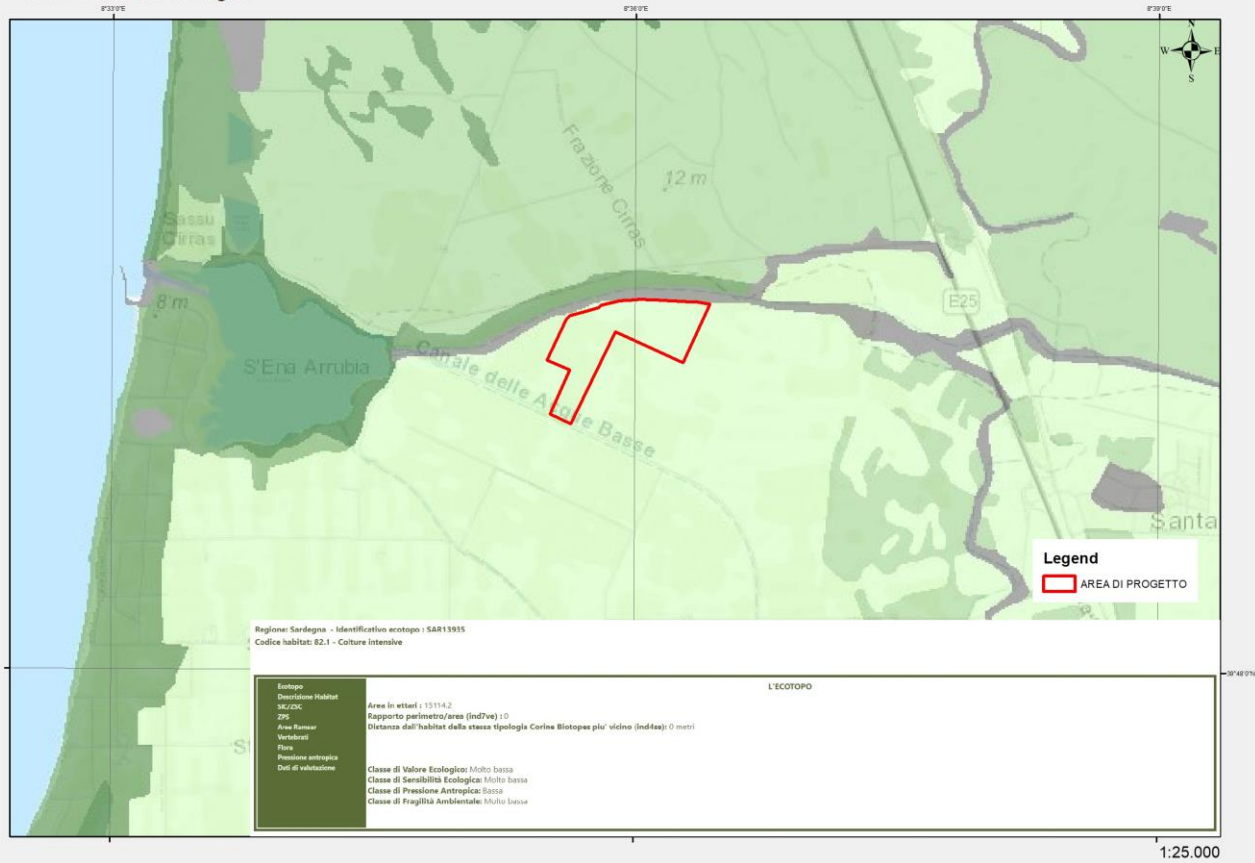 8°33'0"E
8°36'0"E
8°39'0"E
N
W
E
S
Frazione Cirras
12 m
Sassu
Cirras
8 m
E25
S'Ena Arrubia
Canale delle Acque Basse
Santa
Legend
AREA DI PROGETTO
Regione: Sardegna - Identificativo ecotopo : SAR13935
Codice habitat: 82.1 - Colture intensive
L'ECOTOPO
Ecotopo
Descrizione Habitat
SIC/ZSC
ZPS
Aree Ramsar
Vertebrati
Flora
Pressione antropica
Dati di valutazione
Area in ettari : 15114.2
Rapporto perimetro/area (ind7ve) : 0
Distanza dall'habitat della stessa tipologia Corine Biotopes piu' vicino (ind4se): 0 metri
Classe di Valore Ecologico: Molto bassa
Classe di Sensibilità Ecologica: Molto bassa
Classe di Pressione Antropica: Bassa
Classe di Fragilità Ambientale: Molto bassa
1:25.000